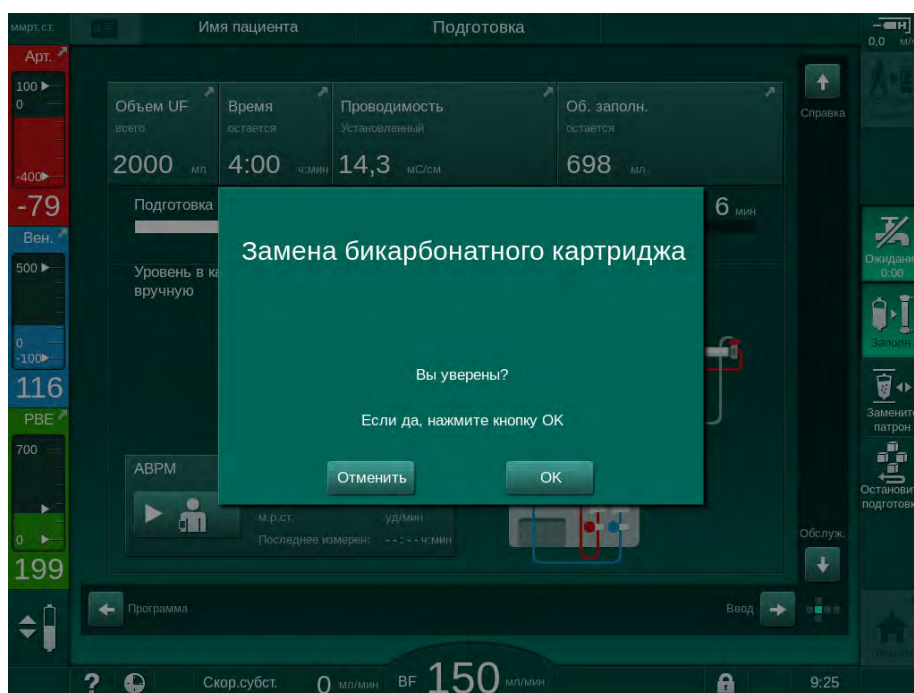 ммрт.ст.
Имя пациента
Подготовка
0,0 м/ч
Арт.
100
0
-400
-79
Вен.
500
0
-100
116
PBE
700
0
199
Объем UF
всего
2000 мл
Время
остается
4:00 ч:мин
Проводимость
Установленный
14,3 мС/см
Об. заполн.
остается
698 мл
Справка
Подготовка
6 мин
Уровень в ка
вручную
Замена бикарбонатного картриджа
Вы уверены?
Если да, нажмите кнопку OK
Отменить
OK
ABPM
м.р.ст
уд/мин
Последнее измерен: --:-- ч:мин
Ожидани
0:00
Заполн
Заменит
патрон
Останови
подготовк
Обслуж.
Программа
Ввод
?
Скор.субст. 0 мл/мин
BF 150 мл/мин
9:25